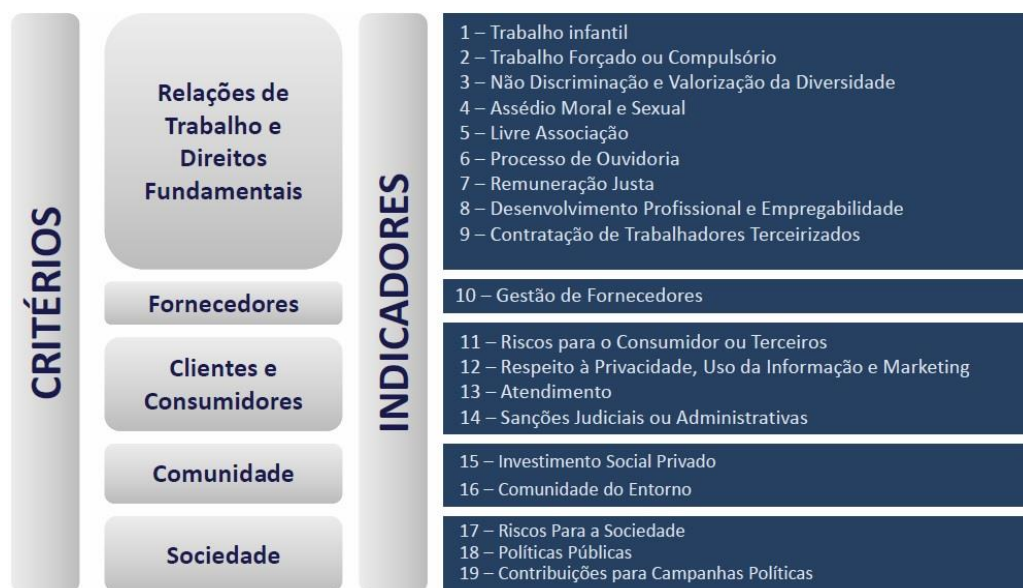 CRITÉRIOS
Relações de
Trabalho e
Direitos
Fundamentais
Fornecedores
Clientes e
Consumidores
Comunidade
Sociedade
INDICADORES
1 – Trabalho infantil
2 – Trabalho Forçado ou Compulsório
3 – Não Discriminação e Valorização da Diversidade
4 – Assédio Moral e Sexual
5 – Livre Associação
6 – Processo de Ouvidoria
7 – Remuneração Justa
8 – Desenvolvimento Profissional e Empregabilidade
9 – Contratação de Trabalhadores Terceirizados
10 – Gestão de Fornecedores
11 – Riscos para o Consumidor ou Terceiros
12 – Respeito à Privacidade, Uso da Informação e Marketing
13 – Atendimento
14 – Sanções Judiciais ou Administrativas
15 – Investimento Social Privado
16 – Comunidade do Entorno
17 – Riscos Para a Sociedade
18 – Políticas Públicas
19 – Contribuições para Campanhas Políticas